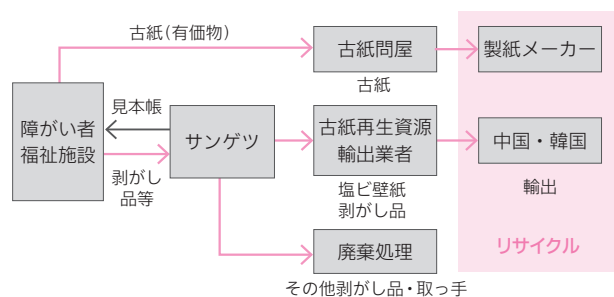 古紙(有価物)
古紙問屋
古紙
製紙メーカー
障がい者
福祉施設
見本帳
剥がし
品等
サンゲツ
古紙再生資源
輸出業者
塩ビ壁紙
剥がし品
中国・韓国
輸出
廃棄処理
その他剥がし品・取っ手
リサイクル